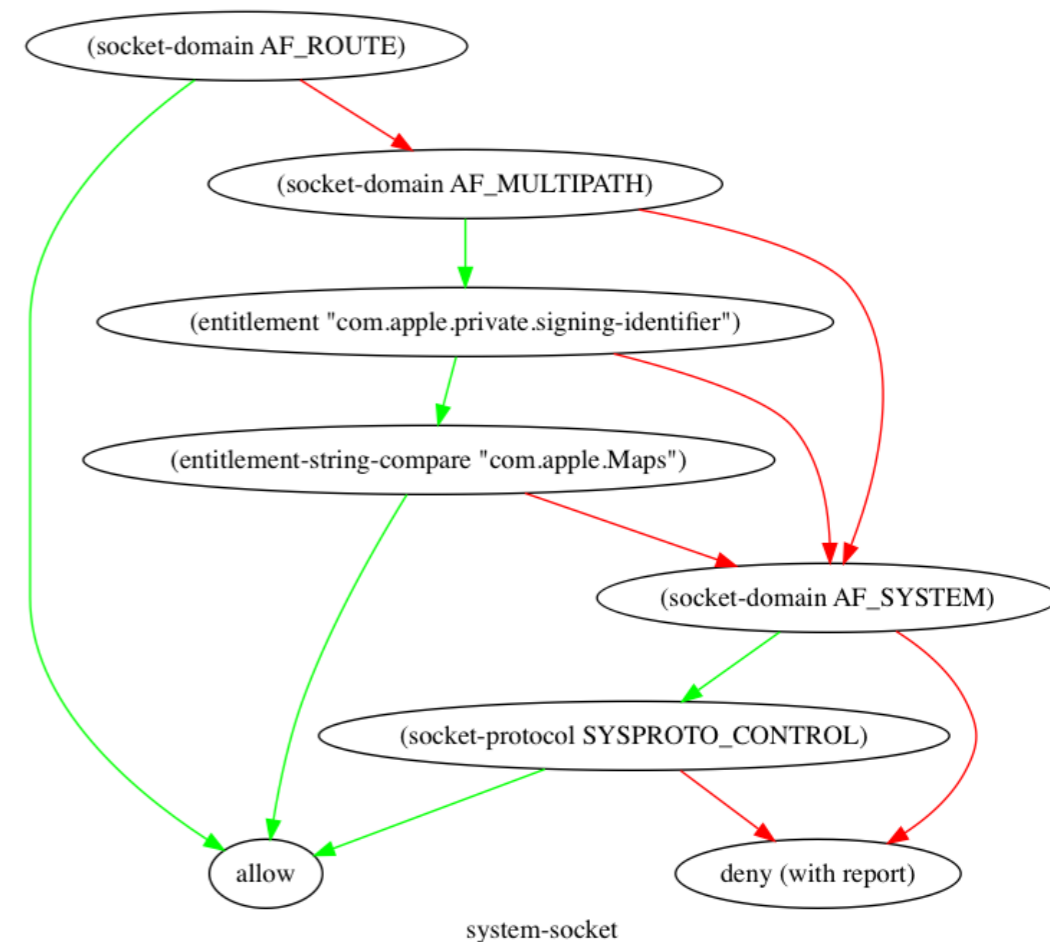 (socket-domain AF_ROUTE)
(socket-domain AF_MULTIPATH)
(entitlement "com.apple.private.signing-identifier")
(entitlement-string-compare "com.apple.Maps")
(socket-domain AF_SYSTEM)
(socket-protocol SYSPROTO_CONTROL)
allow
deny (with report)
system-socket